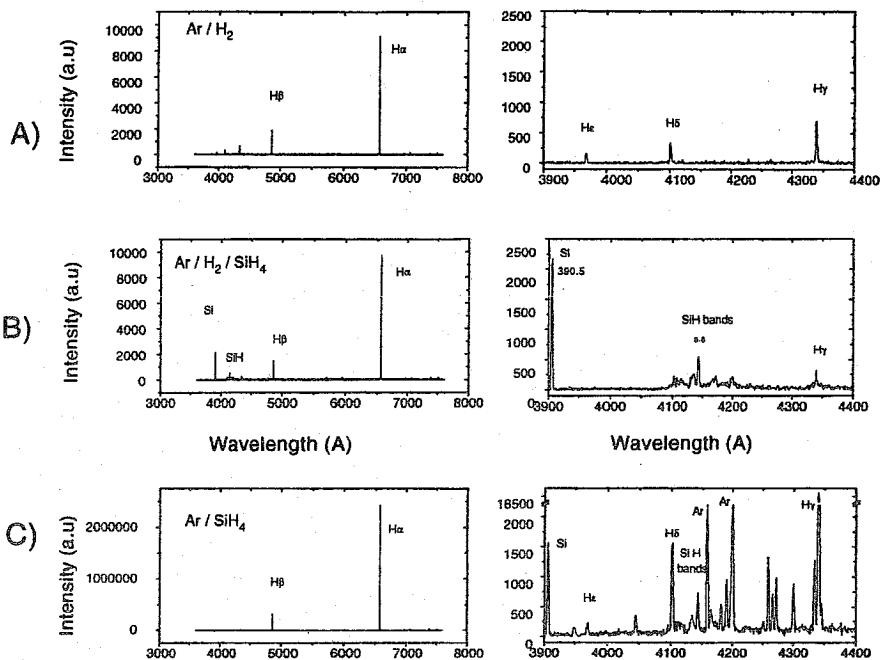 A)
Ar / H2
Intensity (a.u)
10000
8000
6000
4000
2000
0
Hβ
Hα
3000 4000 5000 6000 7000 8000
2500
2000
1500
1000
500
0
Hε
Hδ
Hγ
3900 4000 4100 4200 4300 4400
B)
Ar / H2 / SiH4
Intensity (a.u)
10000
8000
6000
4000
2000
0
Si
SiH
Hβ
Hα
3000 4000 5000 6000 7000 8000
Wavelength (A)
2500
2000
1500
1000
500
0
Si
390.5
SiH bands
Hγ
3900 4000 4100 4200 4300 4400
Wavelength (A)
C)
Ar / SiH4
Intensity (a.u)
2000000
1000000
0
Hβ
Hα
3000 4000 5000 6000 7000 8000
16500
2000
1500
1000
500
0
Si
Hε
Hδ
Si H
bands
Ar
Ar
Hγ
3900 4000 4100 4200 4300 4400